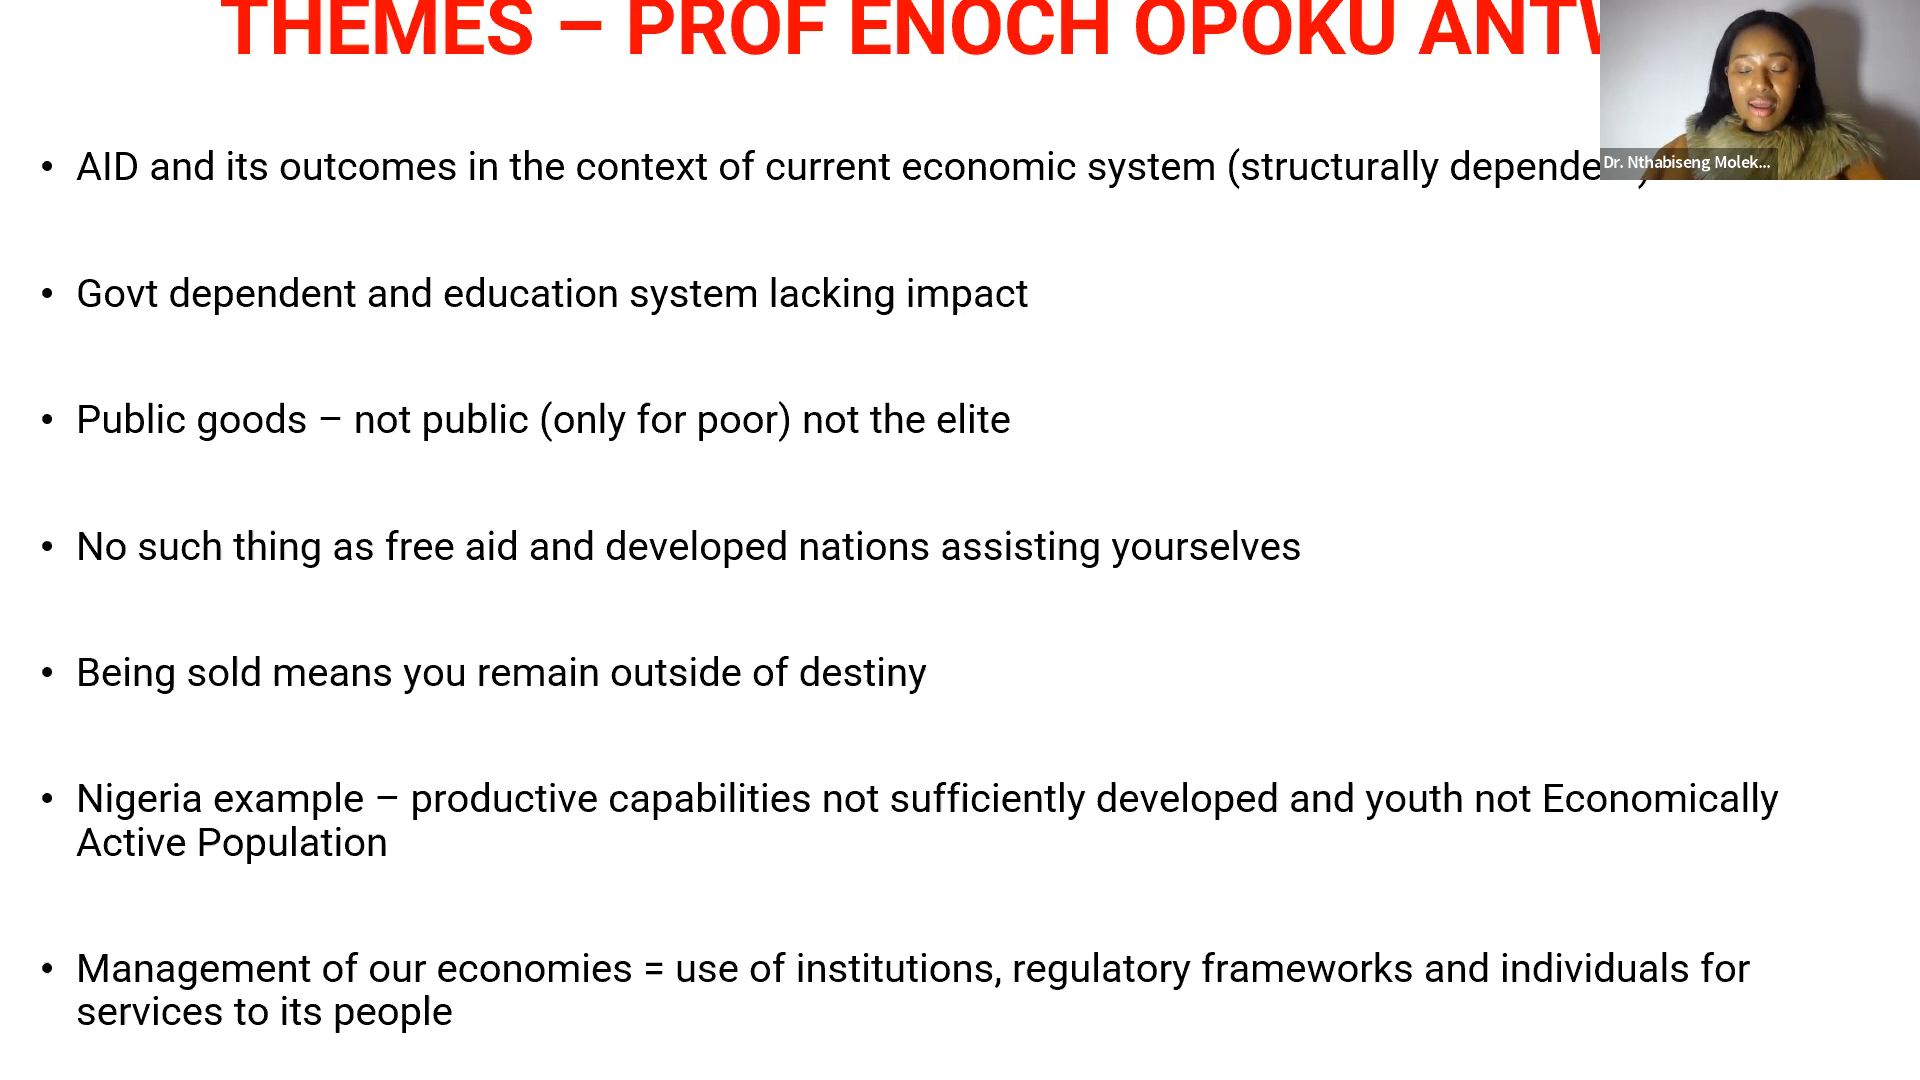 THEMES – PROF ENOCH OPOKU
Dr. Nthabiseng Molek...
• AID and its outcomes in the context of current economic system (structurally
• Govt dependent and education system lacking impact
• Public goods – not public (only for poor) not the elite
• No such thing as free aid and developed nations assisting yourselves
• Being sold means you remain outside of destiny
• Nigeria example – productive capabilities not sufficiently developed and youth not Economically
Active Population
• Management of our economies = use of institutions, regulatory frameworks and individuals for
services to its people